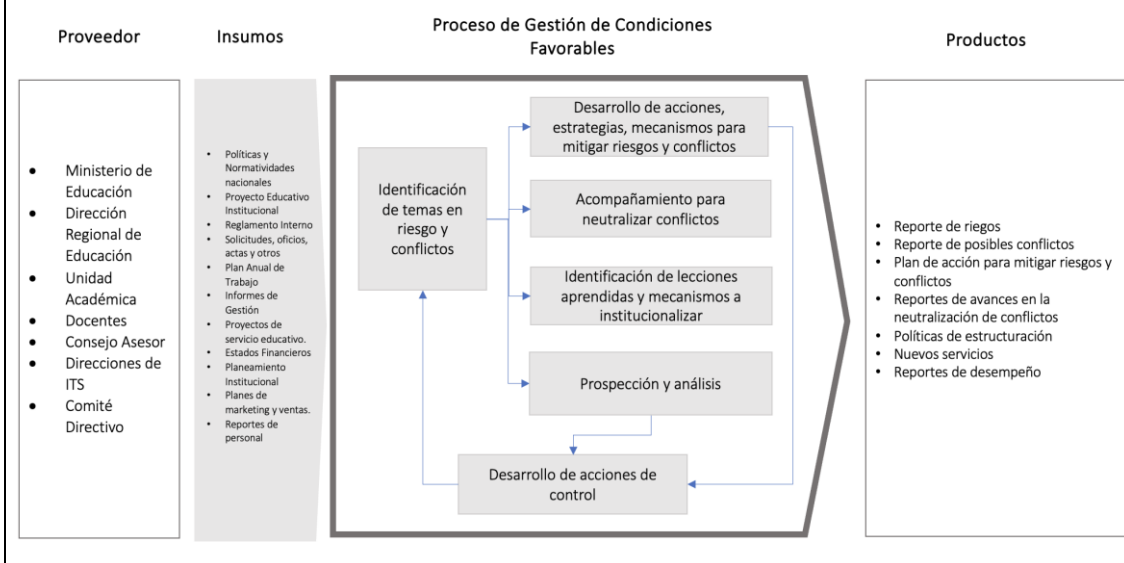 Proveedor
Insumos
Proceso de Gestión de Condiciones
Favorables
Productos
• Ministerio de
Educación
• Dirección
Regional de
Educación
• Unidad
Académica
• Docentes
• Consejo Asesor
• Direcciones de
ITS
• Comité
Directivo
• Políticas y
Normatividades
nacionales
• Proyecto Educativo
Institucional
• Reglamento Interno
• Solicitudes, oficios,
actas y otros
• Plan Anual de
Trabajo
• Informes de
Gestión
• Proyectos de
servicio educativo.
• Estados Financieros
• Planeamiento
Institucional
• Planes de
marketing y ventas.
• Reportes de
personal
Identificación
de temas en
riesgo y
conflictos
Desarrollo de acciones,
estrategias, mecanismos para
mitigar riesgos y conflictos
Acompañamiento para
neutralizar conflictos
Identificación de lecciones
aprendidas y mecanismos a
institucionalizar
Prospección y análisis
Desarrollo de acciones de
control
• Reporte de riegos
• Reporte de posibles conflictos
• Plan de acción para mitigar riesgos y
conflictos
• Reportes de avances en la
neutralización de conflictos
• Políticas de estructuración
• Nuevos servicios
• Reportes de desempeño